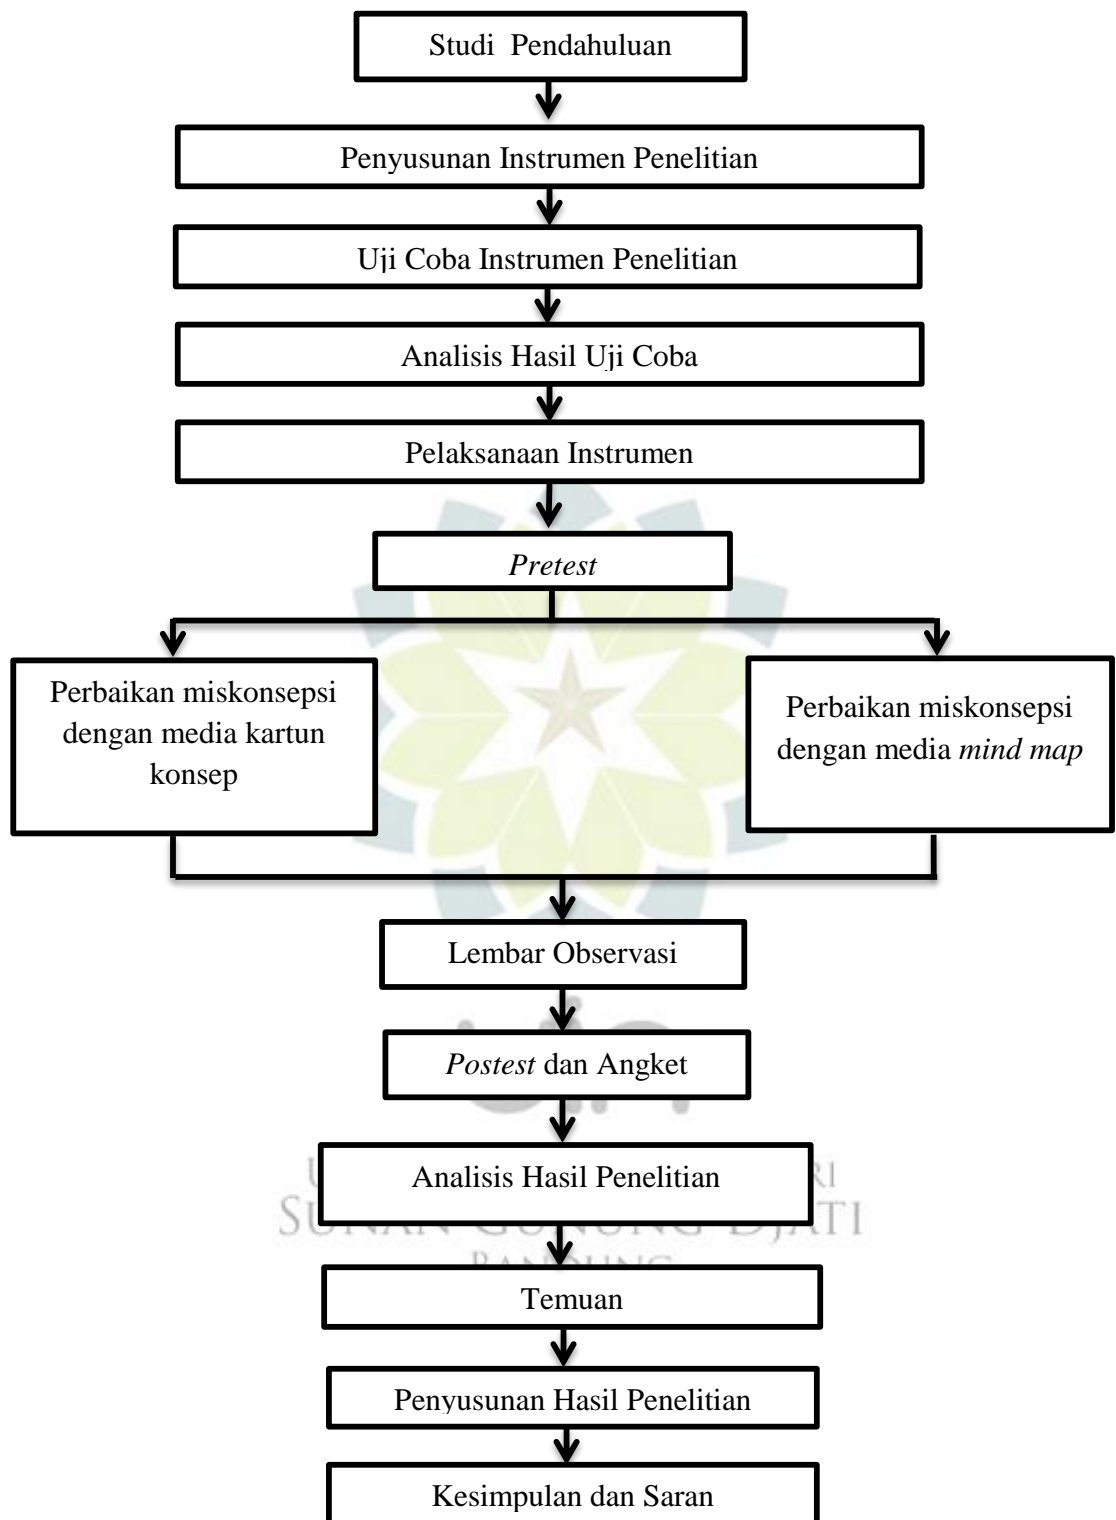 Studi Pendahuluan
Penyusunan Instrumen Penelitian
Uji Coba Instrumen Penelitian
Analisis Hasil Uji Coba
Pelaksanaan Instrumen
Pretest
Perbaikan miskonsepsi
dengan media kartun
konsep
Perbaikan miskonsepsi
dengan media mind map
Lembar Observasi
Postest dan Angket
Analisis Hasil Penelitian
SUNAN GUNUNG DJATI
BANDUNG
Temuan
Penyusunan Hasil Penelitian
Kesimpulan dan Saran